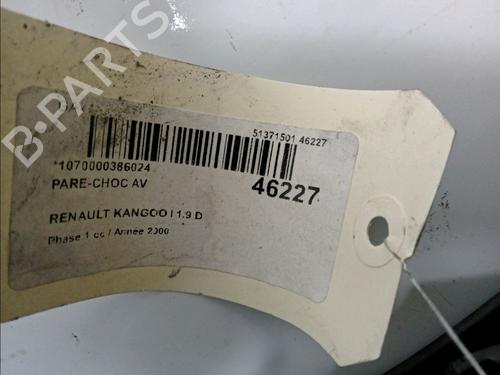 B-PARTS
51371501 46227
*1070000386024
PARE-CHOC AV
46227
RENAULT KANGOO I 1.9 D
Phase 1 cc / Année 2000